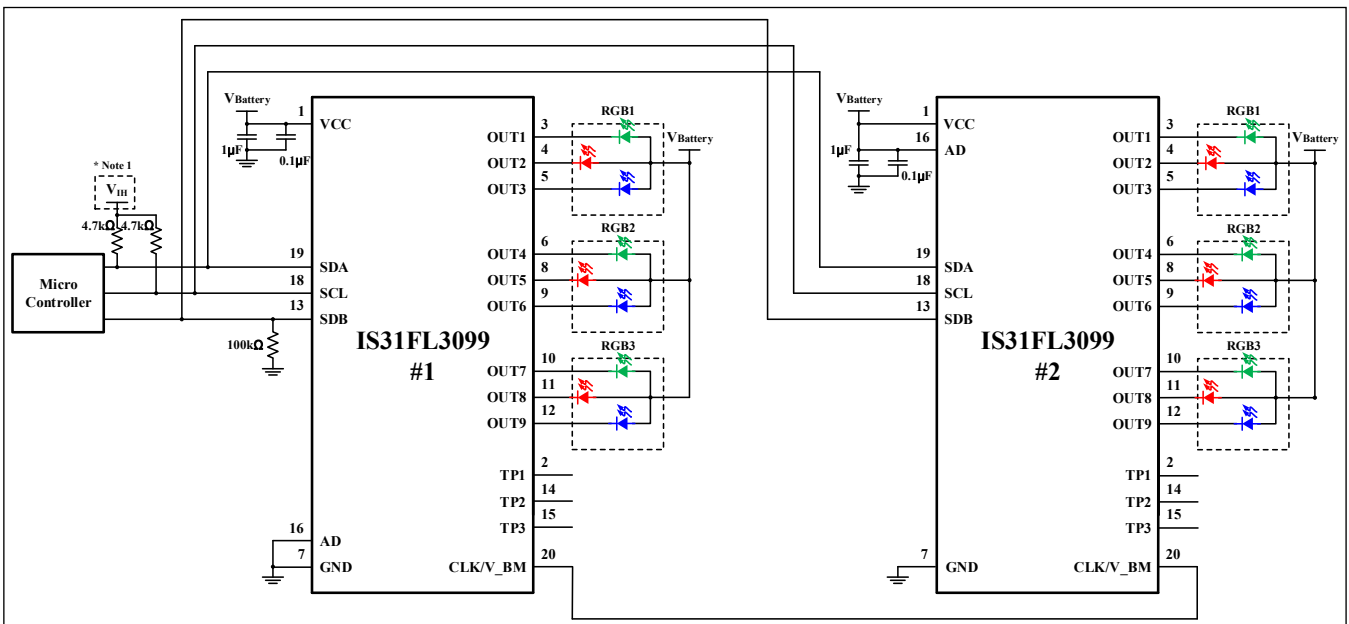 * Note 1
VIH
4.7kΩ 4.7kΩ
Micro
Controller
100kΩ
VBattery
1µF
0.1µF
1
VCC
19
SDA
18
SCL
13
SDB
IS31FL3099
#1
16
AD
7
GND
3
OUT1
4
OUT2
5
OUT3
6
OUT4
8
OUT5
9
OUT6
10
OUT7
11
OUT8
12
OUT9
2
TP1
14
TP2
15
TP3
20
CLK/V_BM
RGB1
VBattery
RGB2
RGB3
VBattery
1µF
0.1µF
1
VCC
16
AD
19
SDA
18
SCL
13
SDB
IS31FL3099
#2
7
GND
3
OUT1
4
OUT2
5
OUT3
6
OUT4
8
OUT5
9
OUT6
10
OUT7
11
OUT8
12
OUT9
2
TP1
14
TP2
15
TP3
20
CLK/V_BM
RGB1
VBattery
RGB2
RGB3